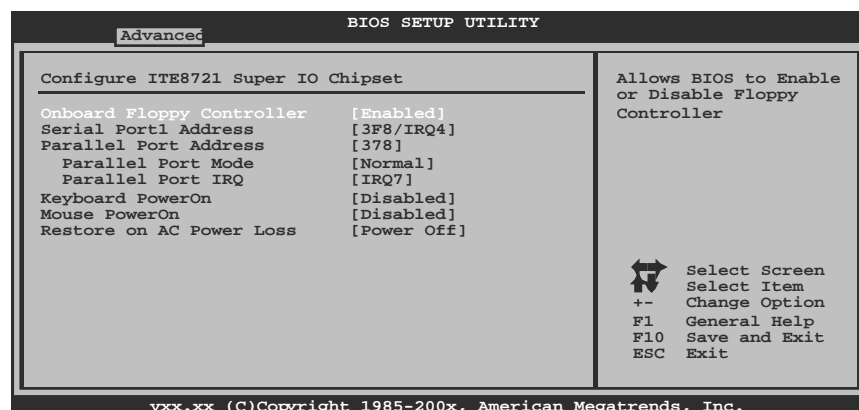 BIOS SETUP UTILITY
Advanced
Configure ITE8721 Super IO Chipset
Onboard Floppy Controller [Enabled]
Serial Port1 Address [3F8/IRQ4]
Parallel Port Address [378]
Parallel Port Mode [Normal]
Parallel Port IRQ [IRQ7]
Keyboard PowerOn [Disabled]
Mouse PowerOn [Disabled]
Restore on AC Power Loss [Power Off]
Allows BIOS to Enable
or Disable Floppy
Controller
Select Screen
Select Item
+- Change Option
F1 General Help
F10 Save and Exit
ESC Exit
vxx.xx (C)Copyright 1985-200x, American Megatrends, Inc.